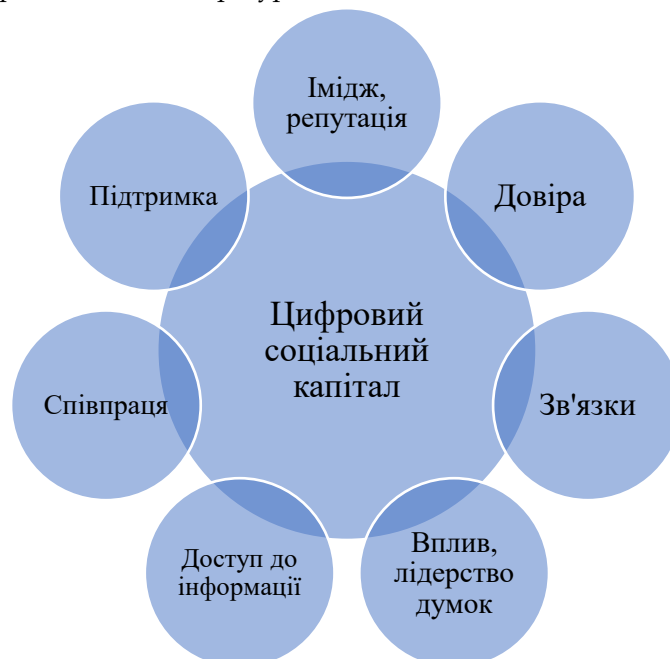 Імідж,
репутація
Довіра
Підтримка
Цифровий
соціальний
капітал
Зв'язки
Співпраця
Вплив,
лідерство
думок
Доступ до
інформації